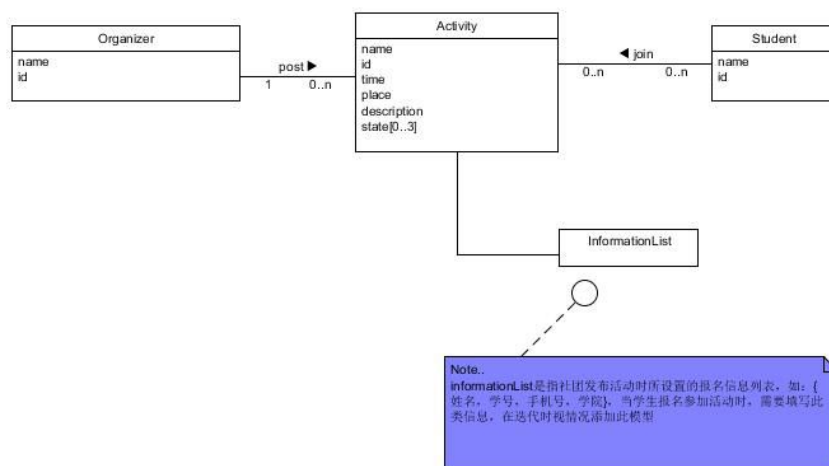 Organizer
name
id
post ▶
1
0..n
Activity
name
id
time
place
description
state[0..3]
◀ join
0..n
0..n
Student
name
id
InformationList
Note..
informationList是指社团发布活动时所设置的报名信息列表，如：{
姓名，学号，手机号，学院}，当学生报名参加活动时，需要填写此
类信息，在迭代时视情况添加此模型